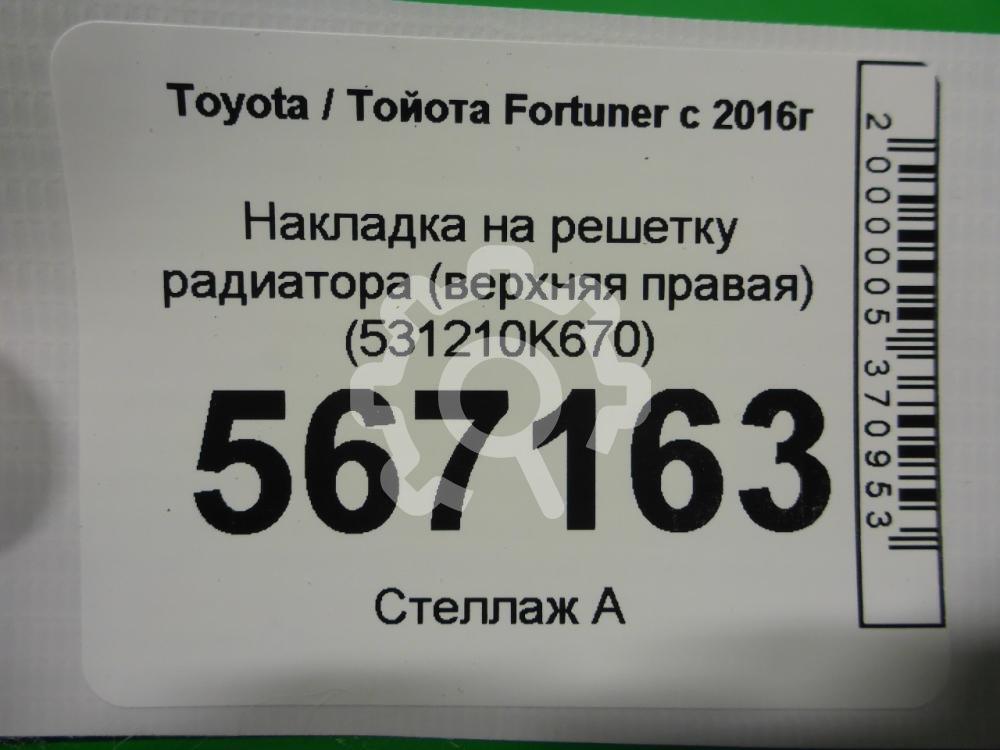 Toyota / Тойота Fortuner с 2016г
Накладка на решетку
радиатора (верхняя правая)
(531210K670)
567163
Стеллаж А
2000005370953